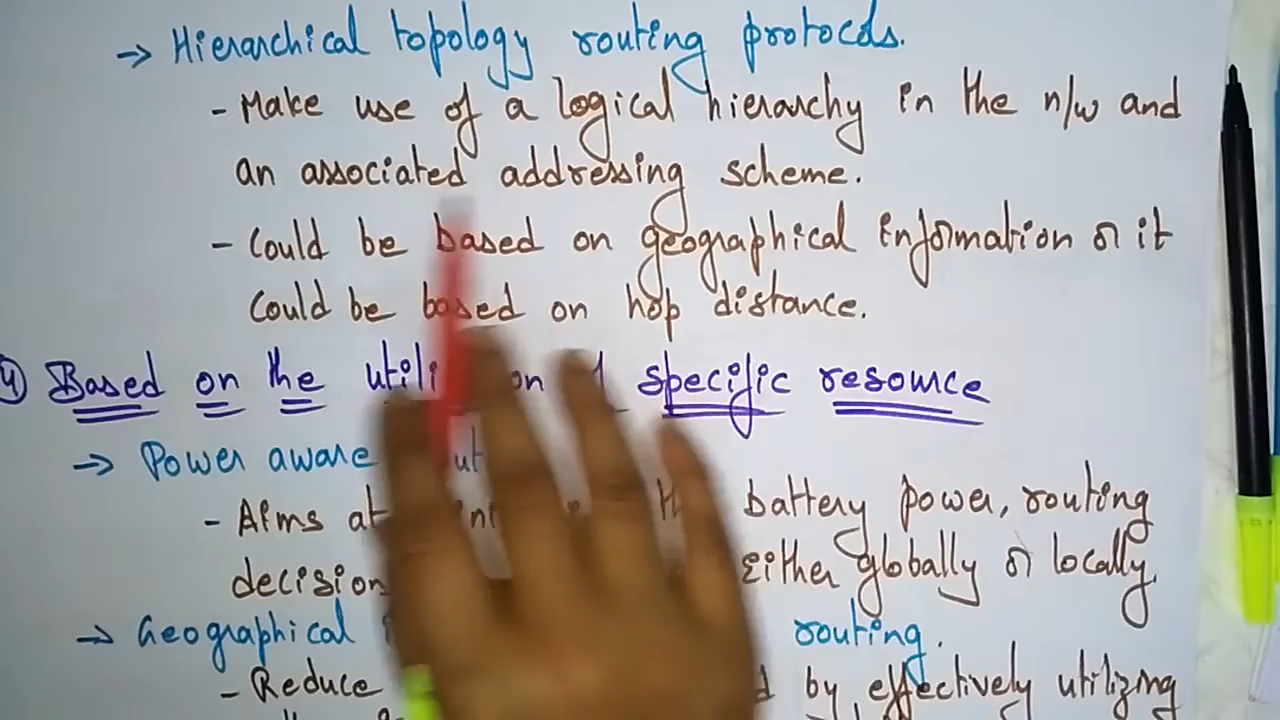 → Hierarchical topology routing protocols.
- Make use of a logical hierarchy in the n/w and
an associated addressing scheme.
- Could be based on geographical information or it
Could be based on hop distance.
4) Based on the specific resource
→ Power aware
- Aims at battery power, routing
decision either globally or locally.
→ Geographical routing.
- Reduce by effectively utilizing